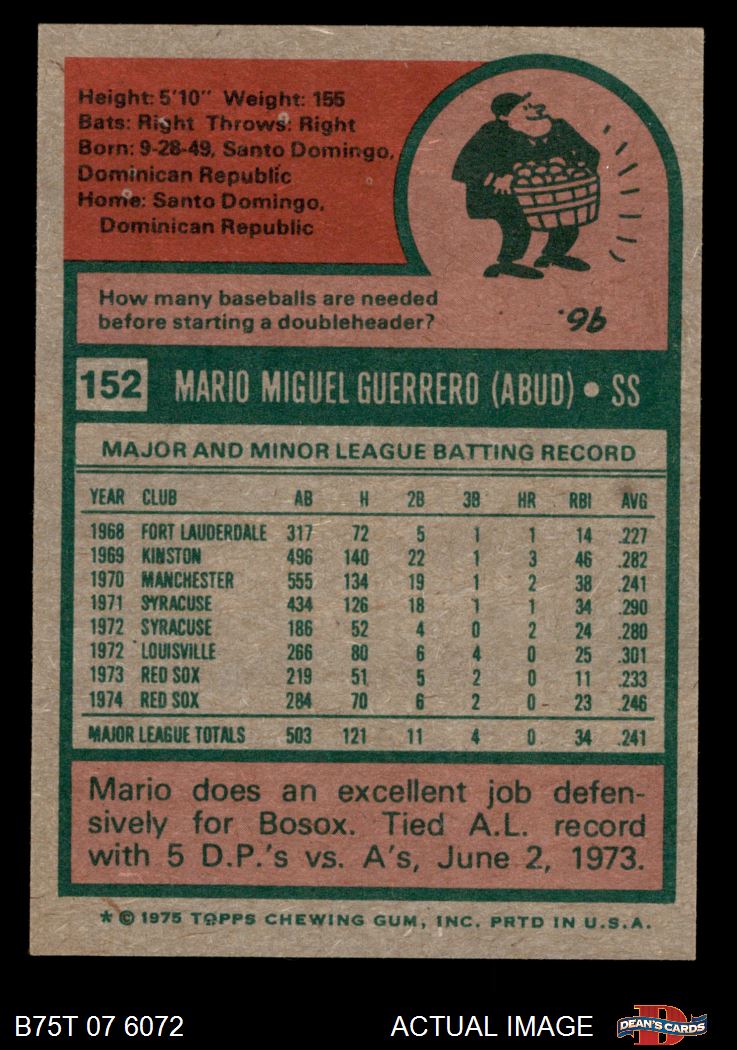 Height: 5'10" Weight: 155
Bats: Right Throws: Right
Born: 9-28-49, Santo Domingo,
Dominican Republic
Home: Santo Domingo,
Dominican Republic
How many baseballs are needed
before starting a doubleheader?
96.
152 MARIO MIGUEL GUERRERO (ABUD) • SS
MAJOR AND MINOR LEAGUE BATTING RECORD
YEAR CLUB AB H 2B 3B HR RBI AVG
1968 FORT LAUDERDALE 317 72 5 1 1 14 .227
1969 KINSTON 496 140 22 1 3 46 .282
1970 MANCHESTER 555 134 19 1 2 38 .241
1971 SYRACUSE 434 126 18 1 1 34 .290
1972 SYRACUSE 186 52 4 0 2 24 .280
1972 LOUISVILLE 266 80 6 4 0 25 .301
1973 RED SOX 219 51 5 2 0 11 .233
1974 RED SOX 284 70 6 2 0 23 .246
MAJOR LEAGUE TOTALS 503 121 11 4 0 34 .241
Mario does an excellent job defen-
sively for Bosox. Tied A.L. record
with 5 D.P.'s vs. A's, June 2, 1973.
* © 1975 TOPPS CHEWING GUM, INC. PRTD IN U.S.A.
B75T 07 6072 ACTUAL IMAGE D DEAN'S CARDS